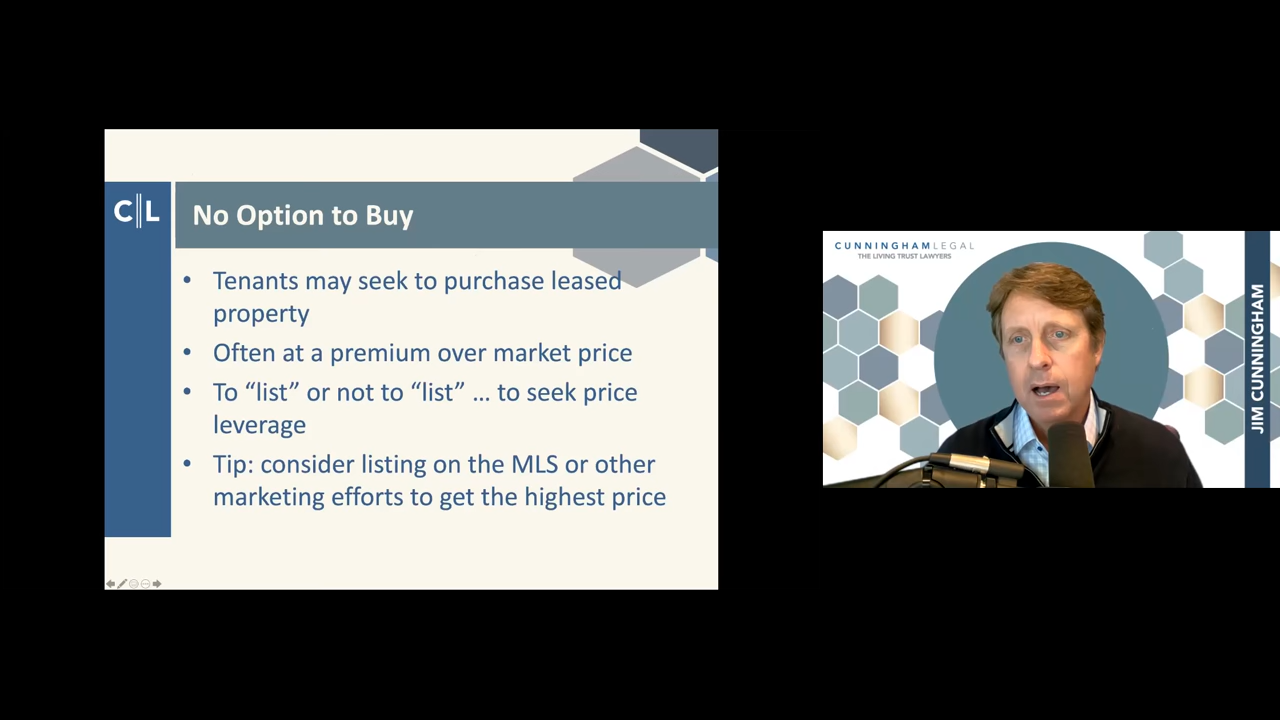 C||L
No Option to Buy
• Tenants may seek to purchase leased
property
• Often at a premium over market price
• To “list” or not to “list” … to seek price
leverage
• Tip: consider listing on the MLS or other
marketing efforts to get the highest price
CUNNINGHAMLEGAL
THE LIVING TRUST LAWYERS
JIM CUNNINGHAM